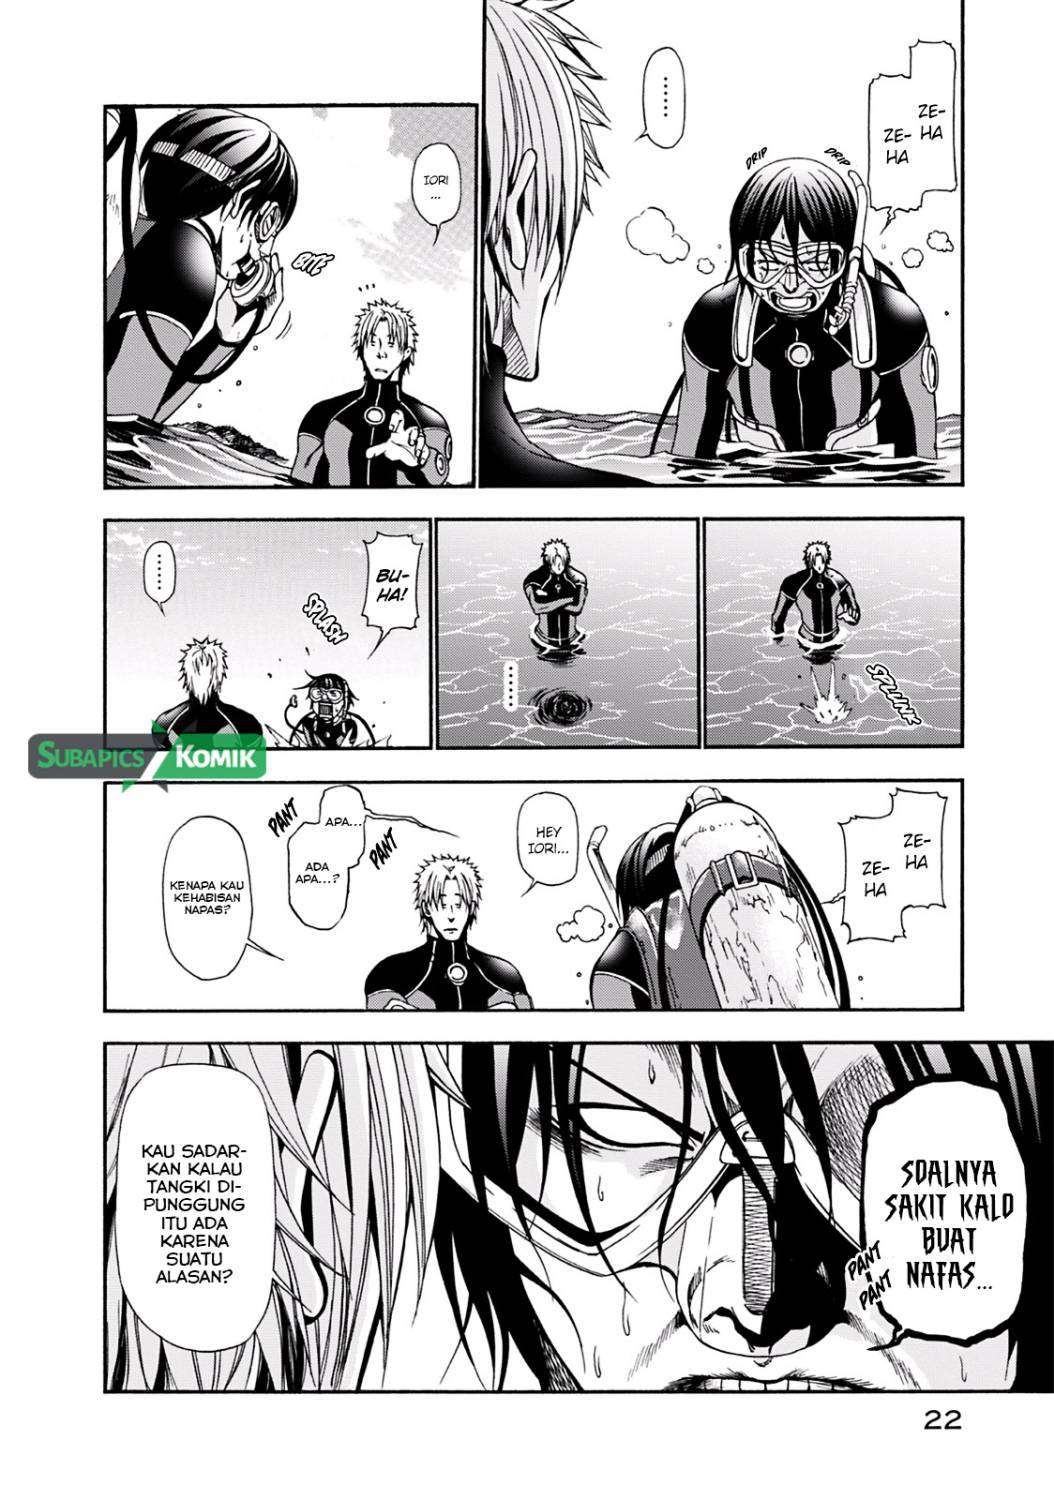 ZE-
HA
ZE-
HA
......
DRIP
DRIP
IORI
...
BITE
SPLUNK
......
BU-
HA!
SPLASH
......
SUBAPICS KOMIK
ZE-
HA
ZE-
HA
HEY
IORI...
PANT
APA...
PANT
ADA
APA...?
KENAPA KAU
KEHABISAN
NAPAS?
SOALNYA
SAKIT KALO
BUAT
NAFAS...
PANT
PANT
KAU SADAR-
KAN KALAU
TANGKI DI-
PUNGGUNG
ITU ADA
KARENA
SUATU
ALASAN?
22